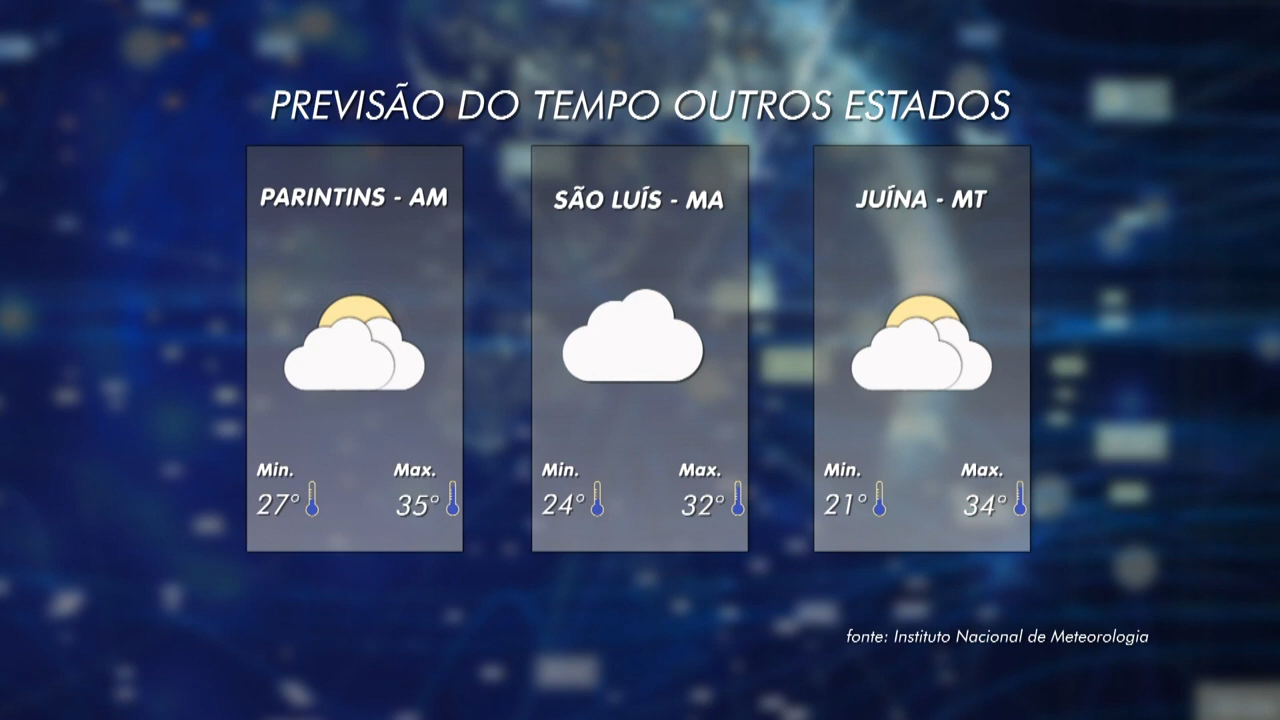 PREVISÃO DO TEMPO OUTROS ESTADOS
PARINTINS - AM
Min. Max.
27° 35°
SÃO LUÍS - MA
Min. Max.
24° 32°
JUÍNA - MT
Min. Max.
21° 34°
fonte: Instituto Nacional de Meteorologia